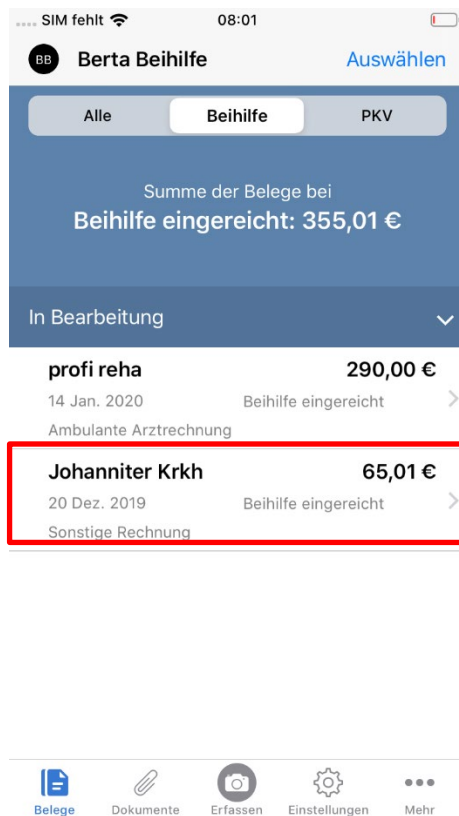 SIM fehlt 08:01
BB Berta Beihilfe Auswählen
Alle Beihilfe PKV
Summe der Belege bei
Beihilfe eingereicht: 355,01 €
In Bearbeitung
profi reha 290,00 €
14 Jan. 2020 Beihilfe eingereicht
Ambulante Arztrechnung
Johanniter Krkh 65,01 €
20 Dez. 2019 Beihilfe eingereicht
Sonstige Rechnung
Belege Dokumente Erfassen Einstellungen Mehr